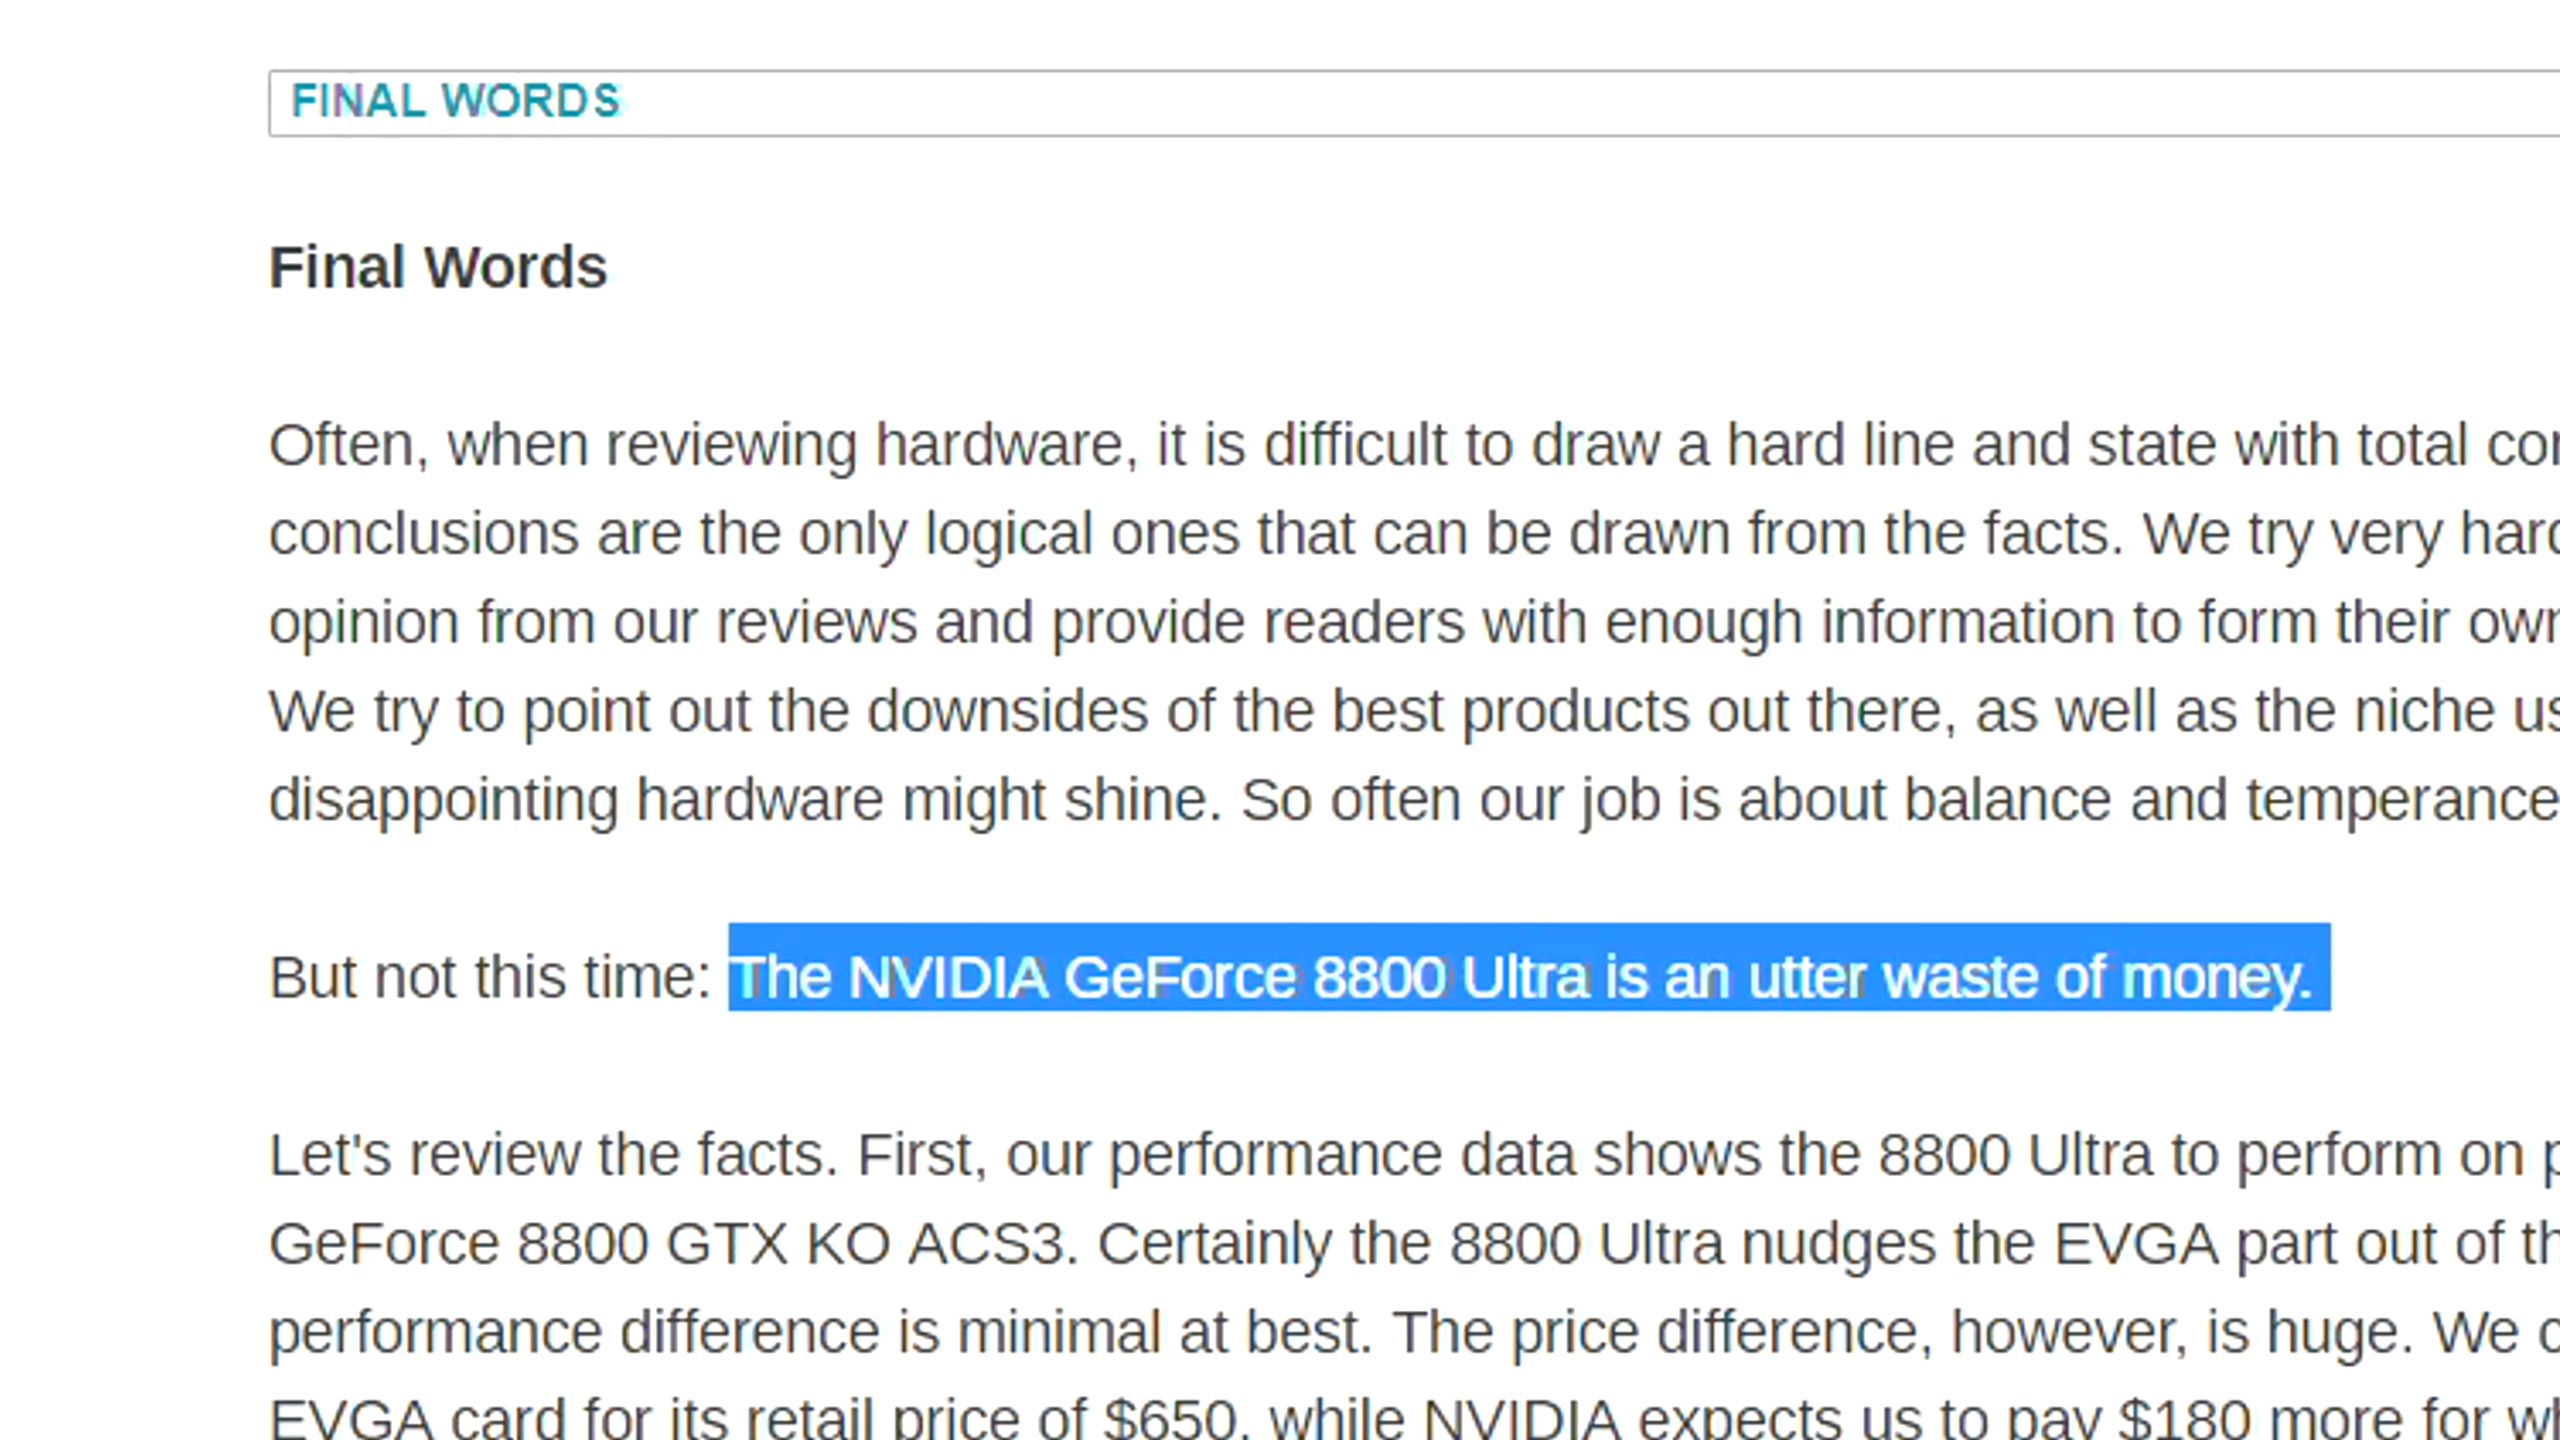 FINAL WORDS
Final Words
Often, when reviewing hardware, it is difficult to draw a hard line and state with total
conclusions are the only logical ones that can be drawn from the facts. We try very
opinion from our reviews and provide readers with enough information to form their
We try to point out the downsides of the best products out there, as well as the niche
disappointing hardware might shine. So often our job is about balance and temperance
But not this time: The NVIDIA GeForce 8800 Ultra is an utter waste of money.
Let's review the facts. First, our performance data shows the 8800 Ultra to perform on
GeForce 8800 GTX KO ACS3. Certainly the 8800 Ultra nudges the EVGA part out of
performance difference is minimal at best. The price difference, however, is huge. We
EVGA card for its retail price of $650, while NVIDIA expects us to pay $180 more for